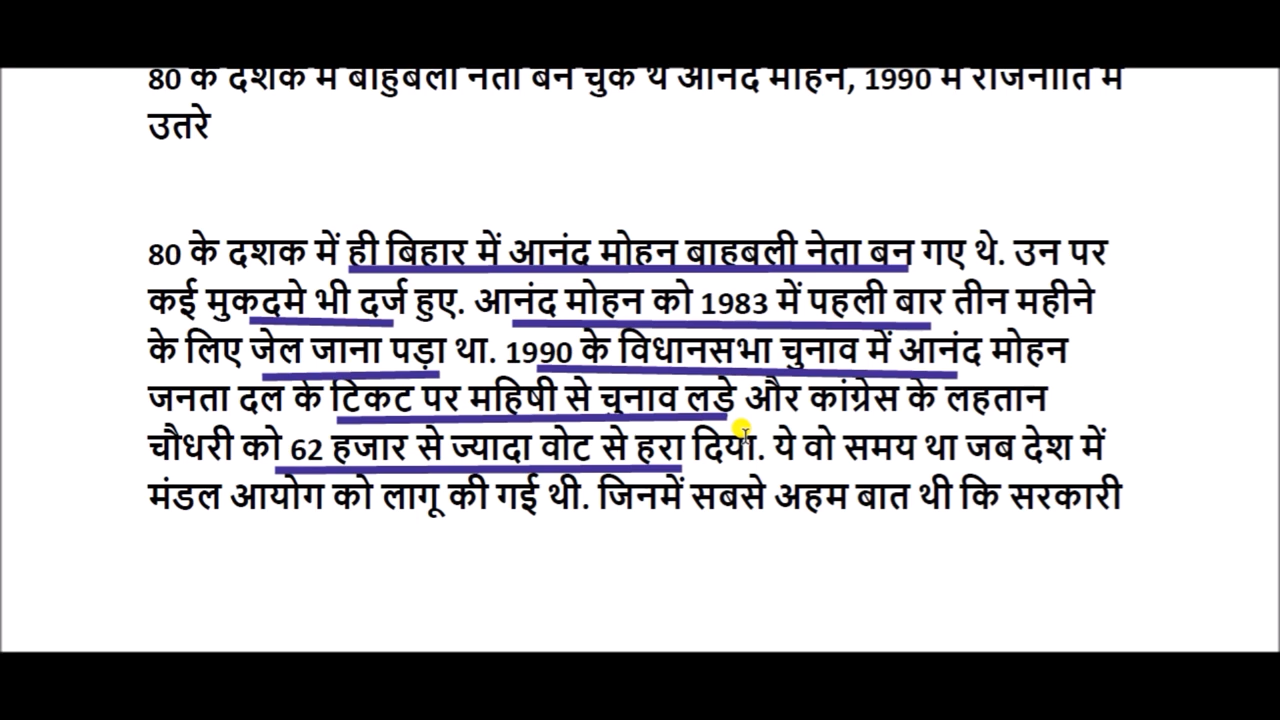 80 के दशक में बाहुबली नेता बन चुके थे आनंद मोहन, 1990 में राजनीति में
उतरे
80 के दशक में ही बिहार में आनंद मोहन बाहबली नेता बन गए थे. उन पर
कई मुकदमे भी दर्ज हुए. आनंद मोहन को 1983 में पहली बार तीन महीने
के लिए जेल जाना पड़ा था. 1990 के विधानसभा चुनाव में आनंद मोहन
जनता दल के टिकट पर महिषी से चुनाव लडे और कांग्रेस के लहतान
चौधरी को 62 हजार से ज्यादा वोट से हरा दिया. ये वो समय था जब देश में
मंडल आयोग को लागू की गई थी. जिनमें सबसे अहम बात थी कि सरकारी